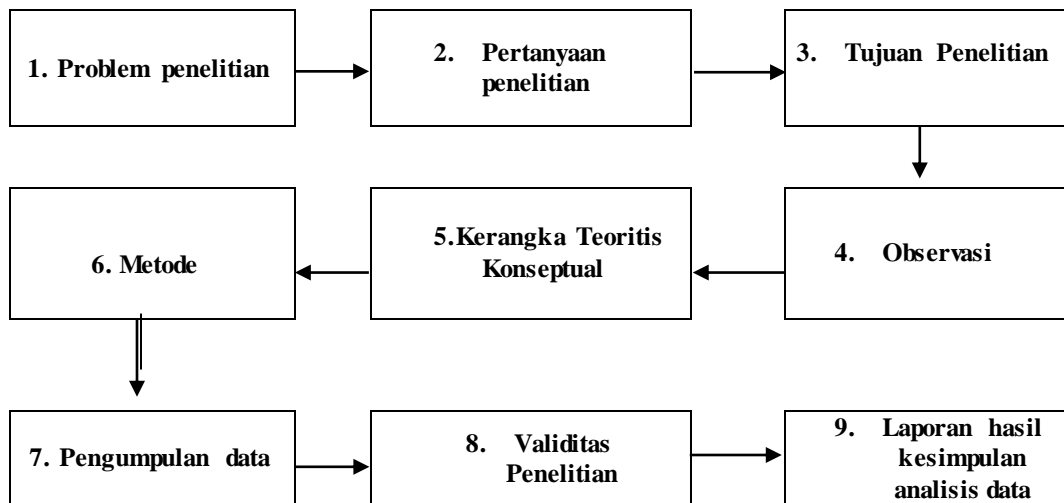 1. Problem penelitian
2. Pertanyaan
penelitian
3. Tujuan Penelitian
4. Observasi
5.Kerangka Teoritis
Konseptual
6. Metode
7. Pengumpulan data
8. Validitas
Penelitian
9. Laporan hasil
kesimpulan
analisis data